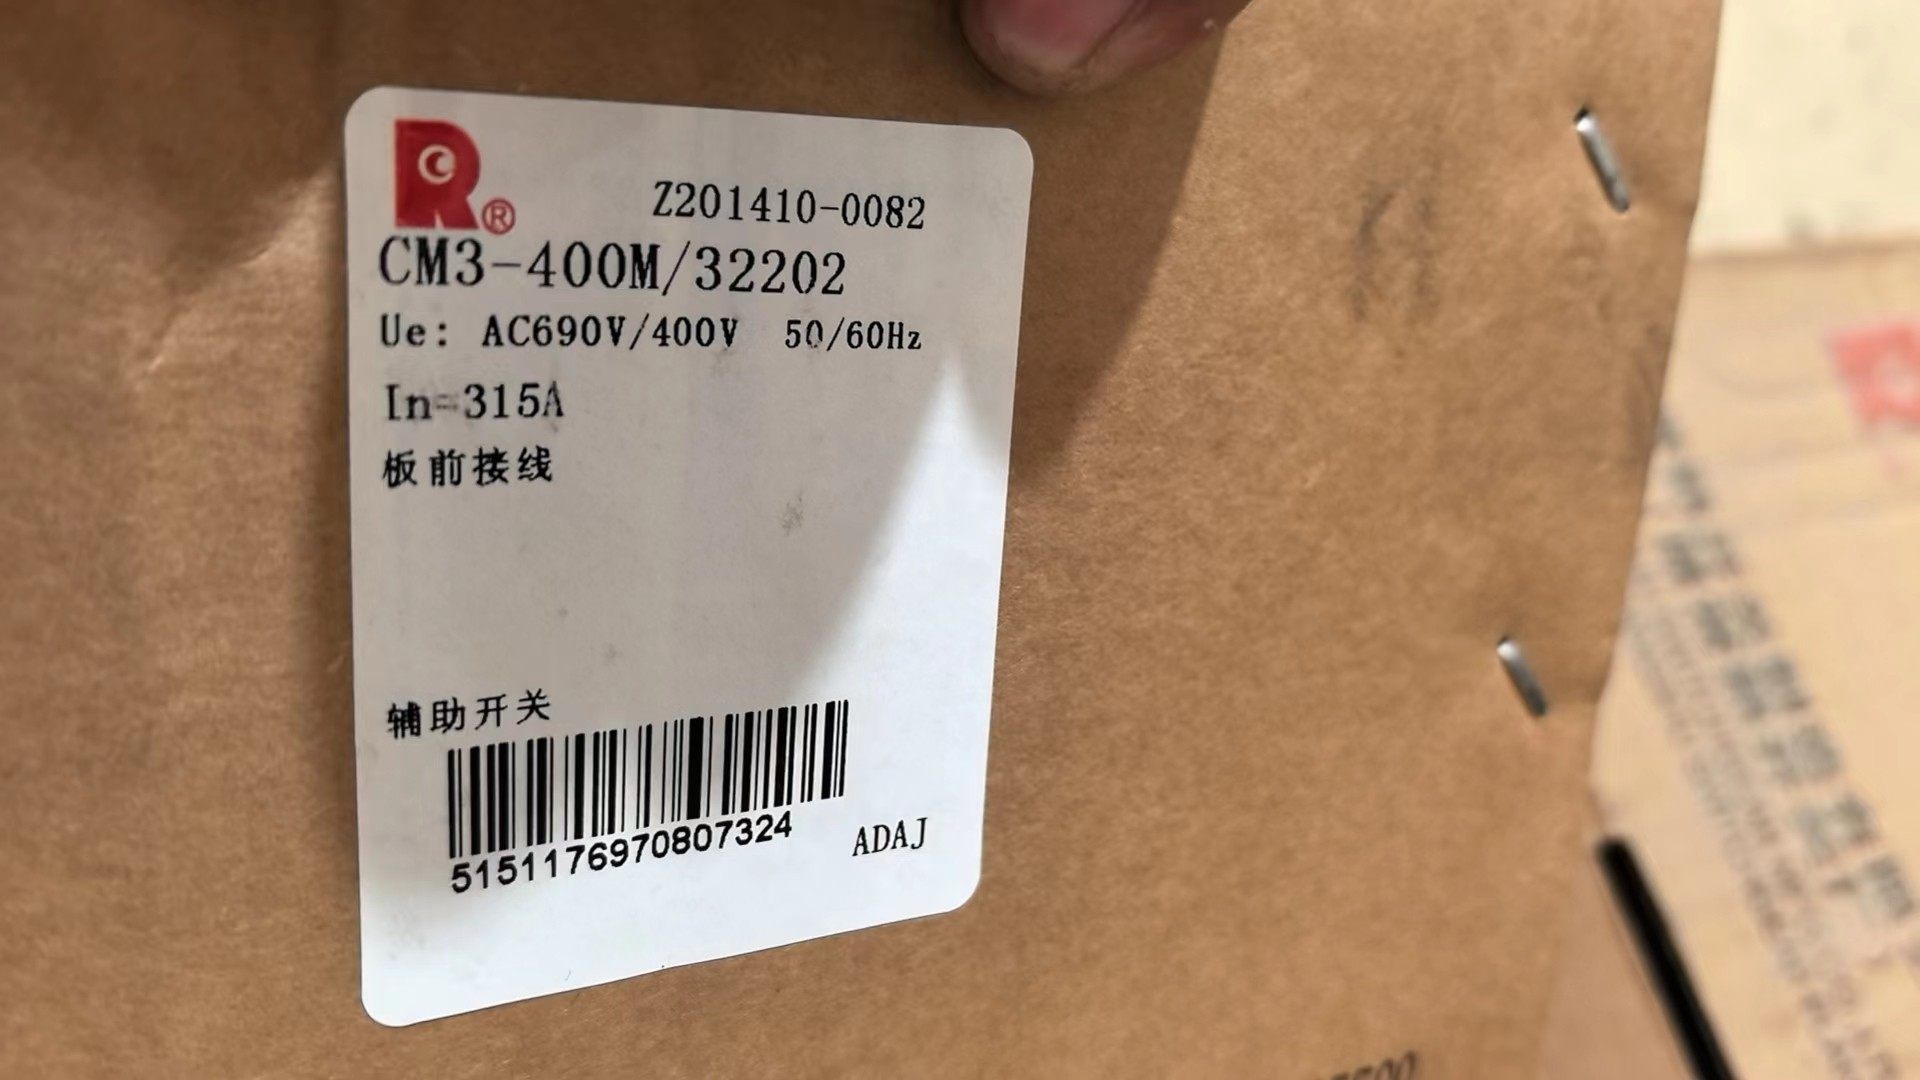 R®
Z201410-0082
CM3-400M/32202
Ue: AC690V/400V 50/60Hz
In=315A
板前接线
辅助开关
5151176970807324
ADAJ